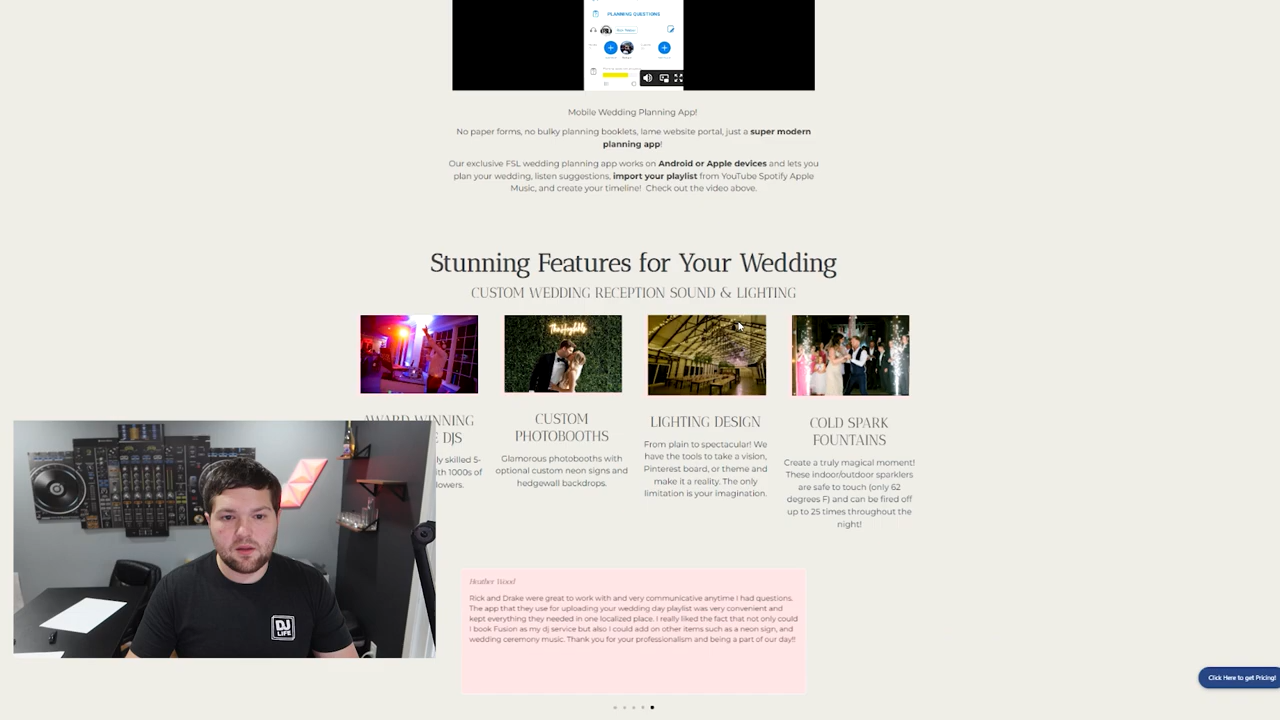 PLANNING QUESTIONS
Mobile Wedding Planning App!
No paper forms, no bulky planning booklets, lame website portal, just a super modern
planning app!
Our exclusive FSL wedding planning app works on Android or Apple devices and lets you
plan your wedding, listen suggestions, import your playlist from YouTube Spotify Apple
Music, and create your timeline! Check out the video above.
Stunning Features for Your Wedding
CUSTOM WEDDING RECEPTION SOUND & LIGHTING
AWARD WINNING
DJS
ly skilled 5-
ith 1000s of
lowers.
CUSTOM
PHOTOBOOTHS
Glamorous photobooths with
optional custom neon signs and
hedgewall backdrops.
LIGHTING DESIGN
From plain to spectacular! We
have the tools to take a vision,
Pinterest board, or theme and
make it a reality. The only
limitation is your imagination.
COLD SPARK
FOUNTAINS
Create a truly magical moment!
These indoor/outdoor sparklers
are safe to touch (only 62
degrees F) and can be fired off
up to 25 times throughout the
night!
DJ
LIFE
Heather Wood
Rick and Drake were great to work with and very communicative anytime I had questions.
The app that they use for uploading your wedding day playlist was very convenient and
kept everything they needed in one localized place. I really liked the fact that not only could
I book Fusion as my dj service but also I could add on other items such as a neon sign, and
wedding ceremony music. Thank you for your professionalism and being a part of our day!!
Click Here to get Pricing!